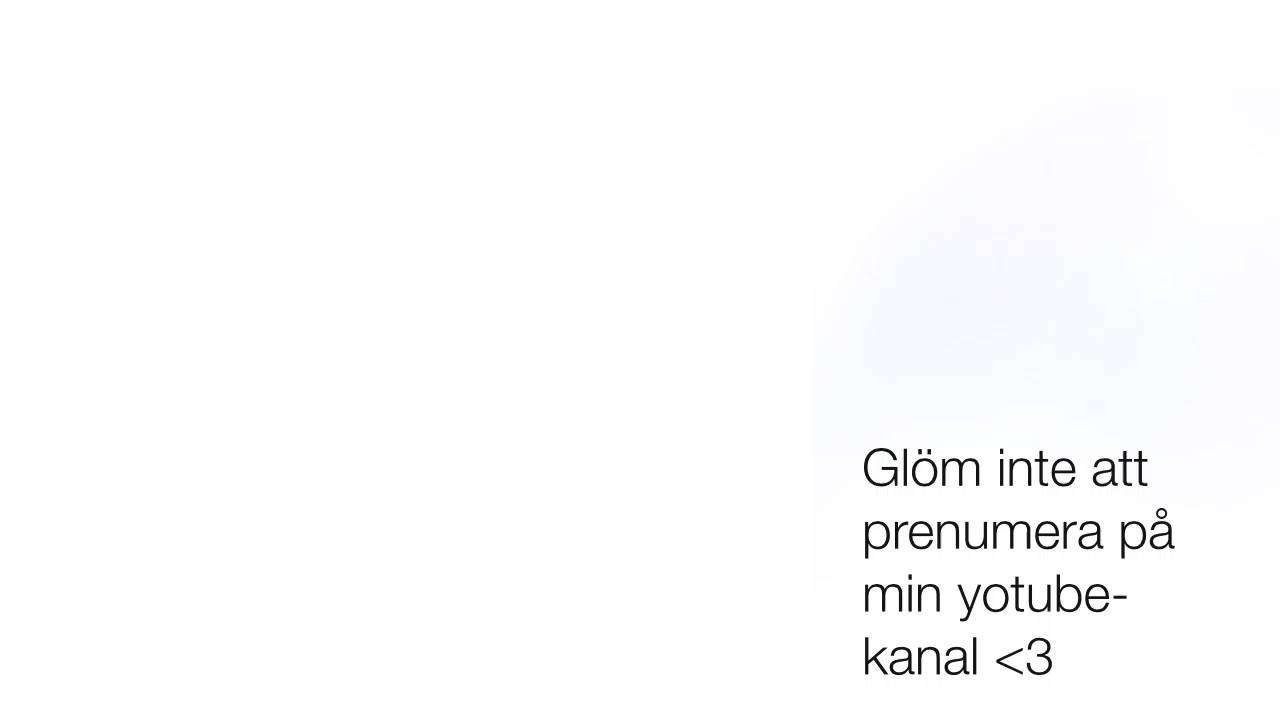 Glöm inte att
prenumera på
min yotube-
kanal <3